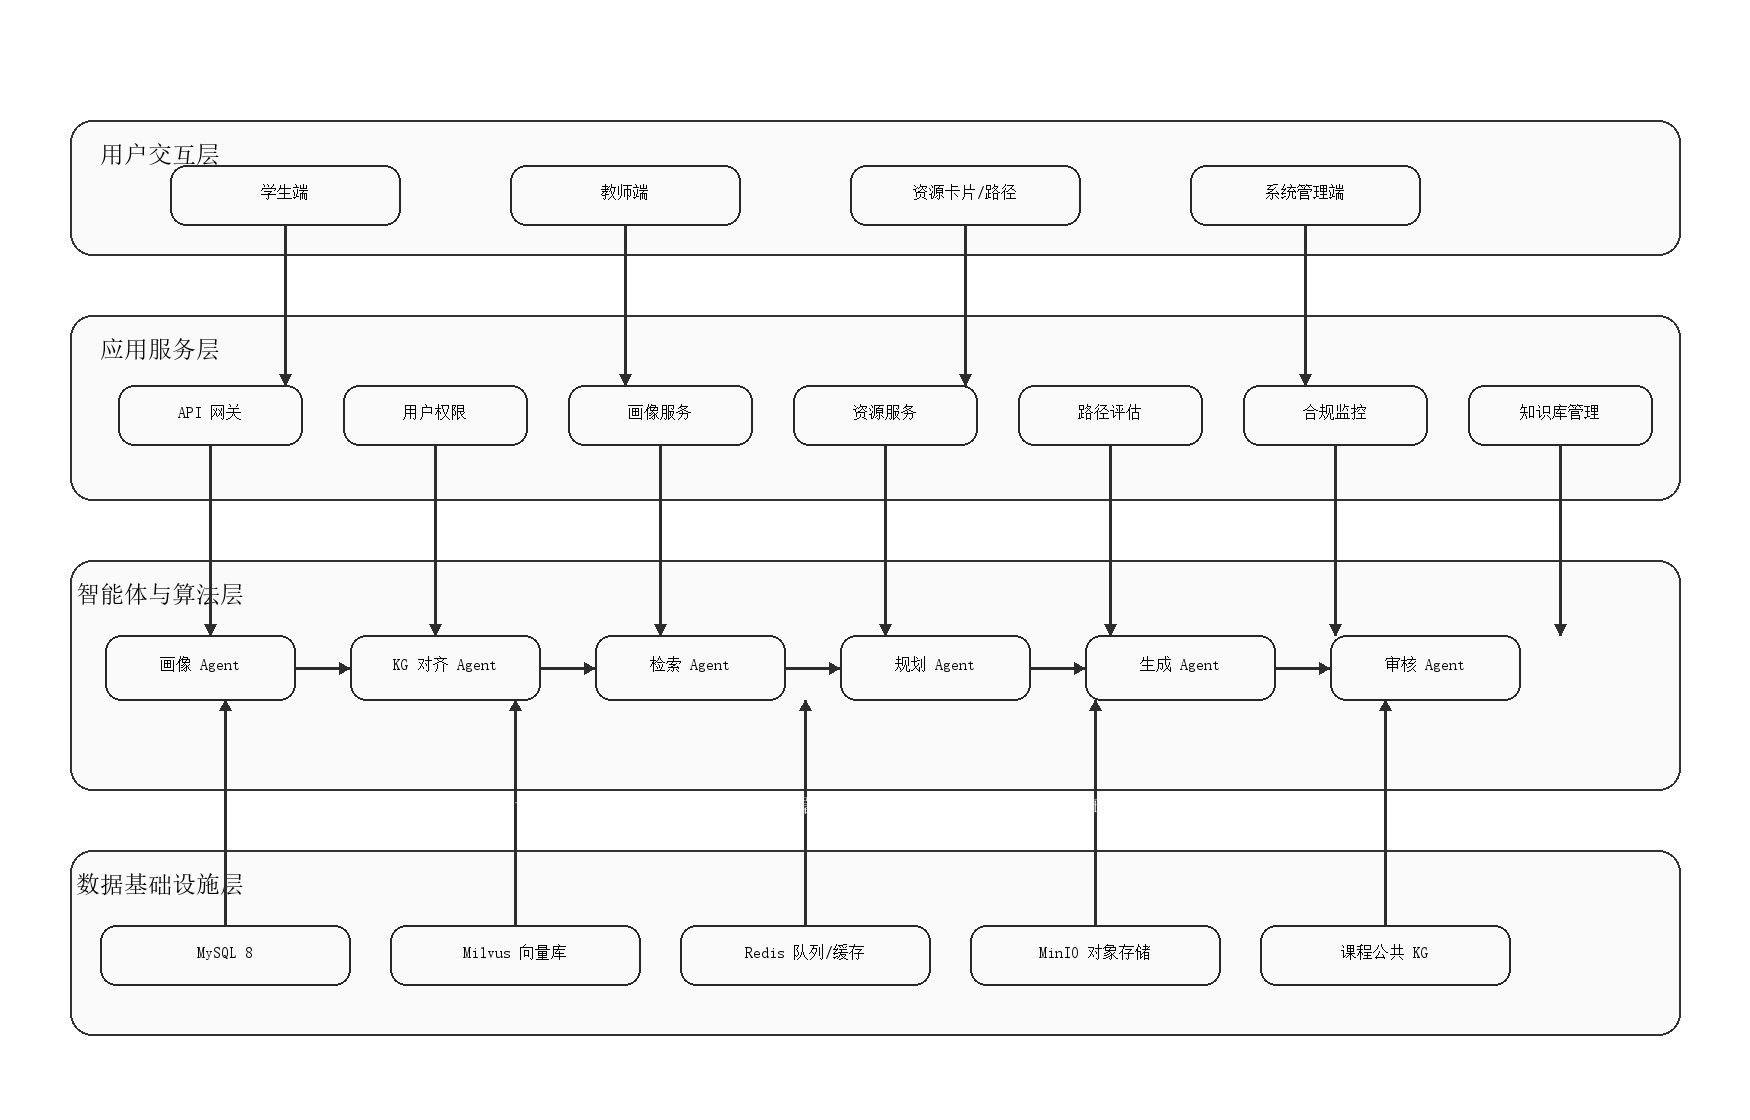 用户交互层
学生端
教师端
资源卡片/路径
系统管理端
应用服务层
API 网关
用户权限
画像服务
资源服务
路径评估
合规监控
知识库管理
智能体与算法层
画像 Agent
KG 对齐 Agent
检索 Agent
规划 Agent
生成 Agent
审核 Agent
数据基础设施层
MySQL 8
Milvus 向量库
Redis 队列/缓存
MinIO 对象存储
课程公共 KG